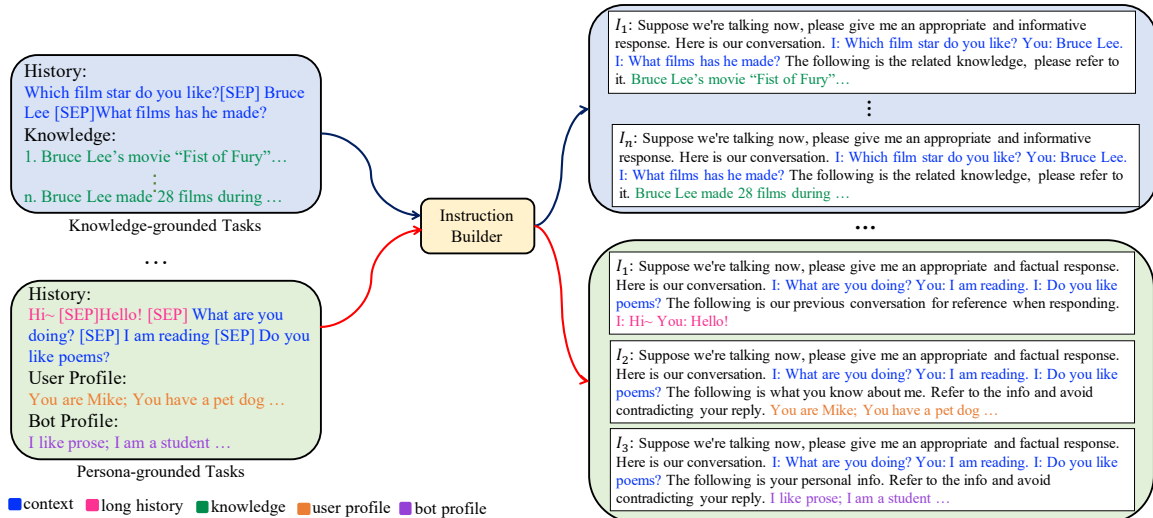 History:
Which film star do you like?[SEP] Bruce
Lee [SEP]What films has he made?
Knowledge:
1. Bruce Lee's movie “Fist of Fury”…
⋮
n. Bruce Lee made 28 films during …
Knowledge-grounded Tasks
…
History:
Hi~ [SEP]Hello! [SEP] What are you
doing? [SEP] I am reading [SEP] Do you
like poems?
User Profile:
You are Mike; You have a pet dog …
Bot Profile:
I like prose; I am a student …
Persona-grounded Tasks
context long history knowledge user profile bot profile
Instruction
Builder
I₁: Suppose we're talking now, please give me an appropriate and informative
response. Here is our conversation. I: Which film star do you like? You: Bruce Lee.
I: What films has he made? The following is the related knowledge, please refer to
it. Bruce Lee's movie “Fist of Fury”…
⋮
Iₙ: Suppose we're talking now, please give me an appropriate and informative
response. Here is our conversation. I: Which film star do you like? You: Bruce Lee.
I: What films has he made? The following is the related knowledge, please refer to
it. Bruce Lee made 28 films during …
…
I₁: Suppose we're talking now, please give me an appropriate and factual response.
Here is our conversation. I: What are you doing? You: I am reading. I: Do you like
poems? The following is our previous conversation for reference when responding.
I: Hi~ You: Hello!
I₂: Suppose we're talking now, please give me an appropriate and factual response.
Here is our conversation. I: What are you doing? You: I am reading. I: Do you like
poems? The following is what you know about me. Refer to the info and avoid
contradicting your reply. You are Mike; You have a pet dog …
I₃: Suppose we're talking now, please give me an appropriate and factual response.
Here is our conversation. I: What are you doing? You: I am reading. I: Do you like
poems? The following is your personal info. Refer to the info and avoid
contradicting your reply. I like prose; I am a student …